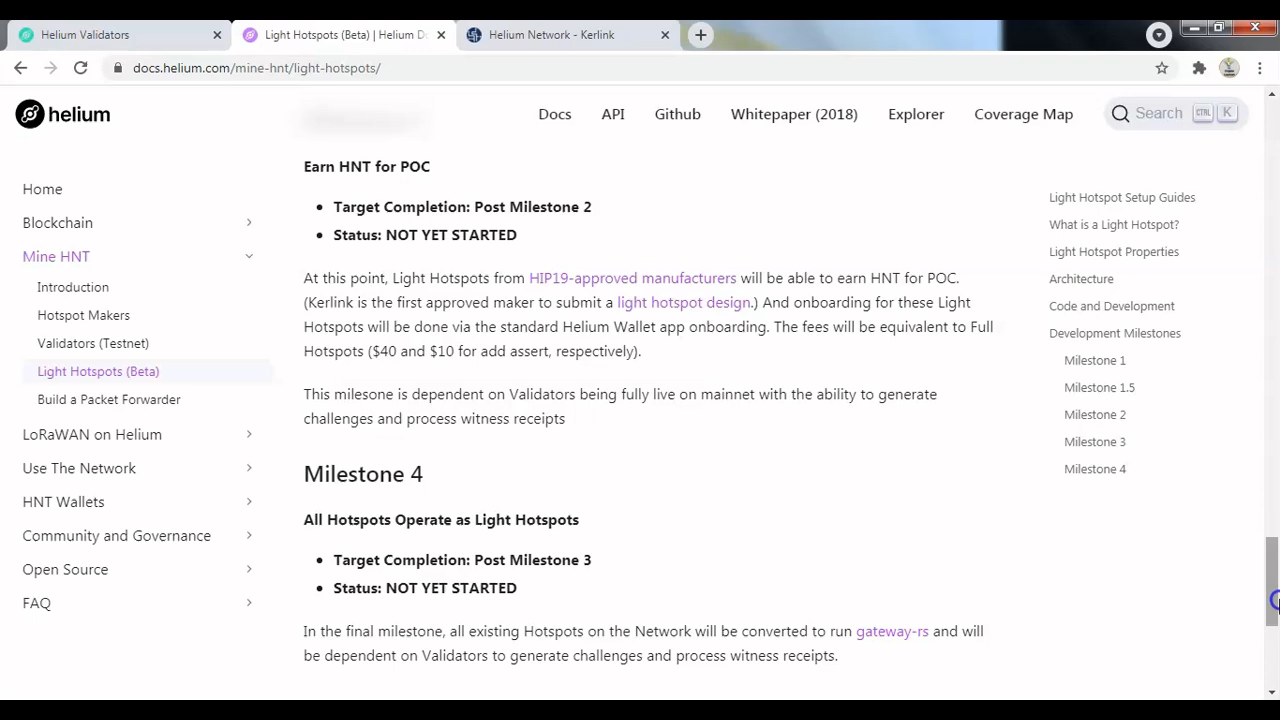 Helium Validators
Light Hotspots (Beta) | Helium Do
Helium Network - Kerlink
docs.helium.com/mine-hnt/light-hotspots/
helium
Docs
API
Github
Whitepaper (2018)
Explorer
Coverage Map
Search
CTRL
K
Home
Blockchain
Mine HNT
Introduction
Hotspot Makers
Validators (Testnet)
Light Hotspots (Beta)
Build a Packet Forwarder
LoRaWAN on Helium
Use The Network
HNT Wallets
Community and Governance
Open Source
FAQ
Earn HNT for POC
• Target Completion: Post Milestone 2
• Status: NOT YET STARTED
At this point, Light Hotspots from HIP19-approved manufacturers will be able to earn HNT for POC.
(Kerlink is the first approved maker to submit a light hotspot design.) And onboarding for these Light
Hotspots will be done via the standard Helium Wallet app onboarding. The fees will be equivalent to Full
Hotspots ($40 and $10 for add assert, respectively).
This milesone is dependent on Validators being fully live on mainnet with the ability to generate
challenges and process witness receipts
Milestone 4
All Hotspots Operate as Light Hotspots
• Target Completion: Post Milestone 3
• Status: NOT YET STARTED
In the final milestone, all existing Hotspots on the Network will be converted to run gateway-rs and will
be dependent on Validators to generate challenges and process witness receipts.
Light Hotspot Setup Guides
What is a Light Hotspot?
Light Hotspot Properties
Architecture
Code and Development
Development Milestones
Milestone 1
Milestone 1.5
Milestone 2
Milestone 3
Milestone 4